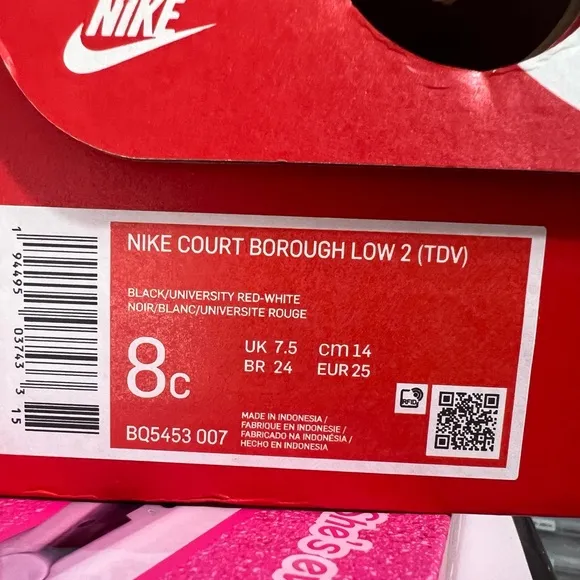 NIKE
NIKE COURT BOROUGH LOW 2 (TDV)
BLACK/UNIVERSITY RED-WHITE
NOIR/BLANC/UNIVERSITE ROUGE
8C
UK 7.5 cm 14
BR 24 EUR 25
RFID
MADE IN INDONESIA /
FABRIQUE EN INDONESIE /
FABRICADO NA INDONÉSIA /
HECHO EN INDONESIA
BQ5453 007
1 94495 03743 3 15
She's